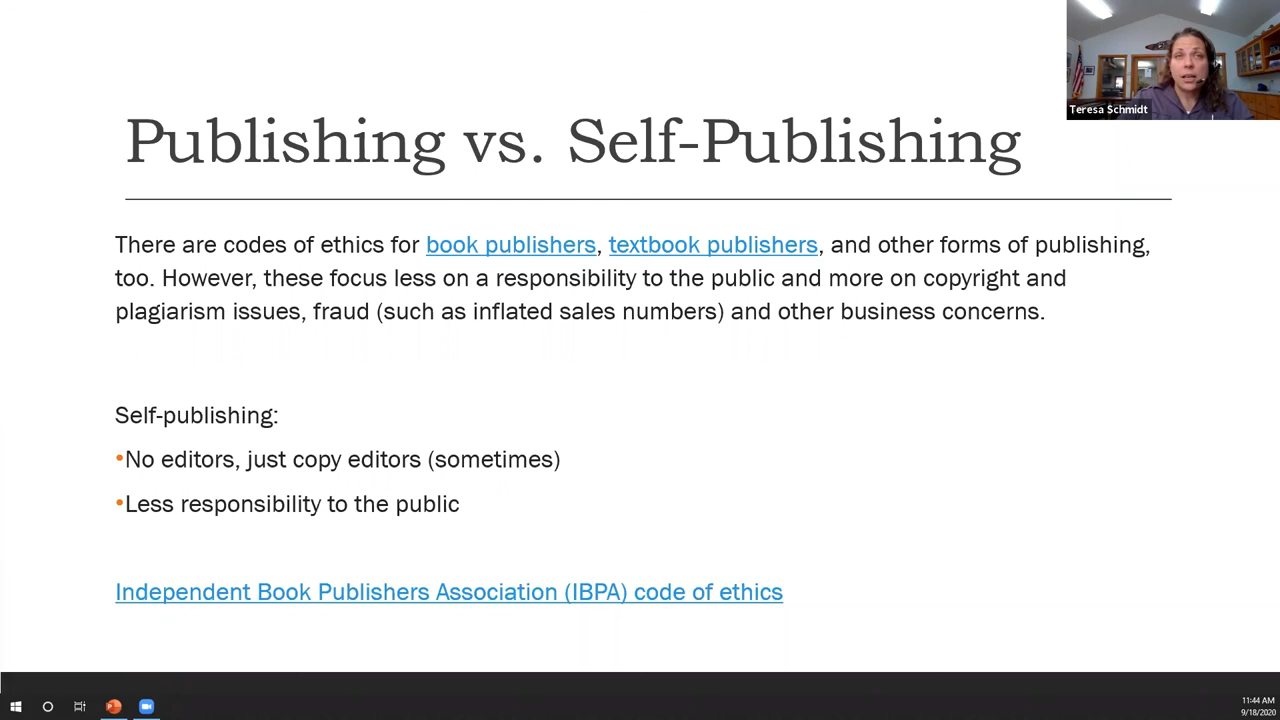 Teresa Schmidt
Publishing vs. Self-Publishing
There are codes of ethics for book publishers, textbook publishers, and other forms of publishing,
too. However, these focus less on a responsibility to the public and more on copyright and
plagiarism issues, fraud (such as inflated sales numbers) and other business concerns.
Self-publishing:
•No editors, just copy editors (sometimes)
•Less responsibility to the public
Independent Book Publishers Association (IBPA) code of ethics
11:44 AM
9/18/2020